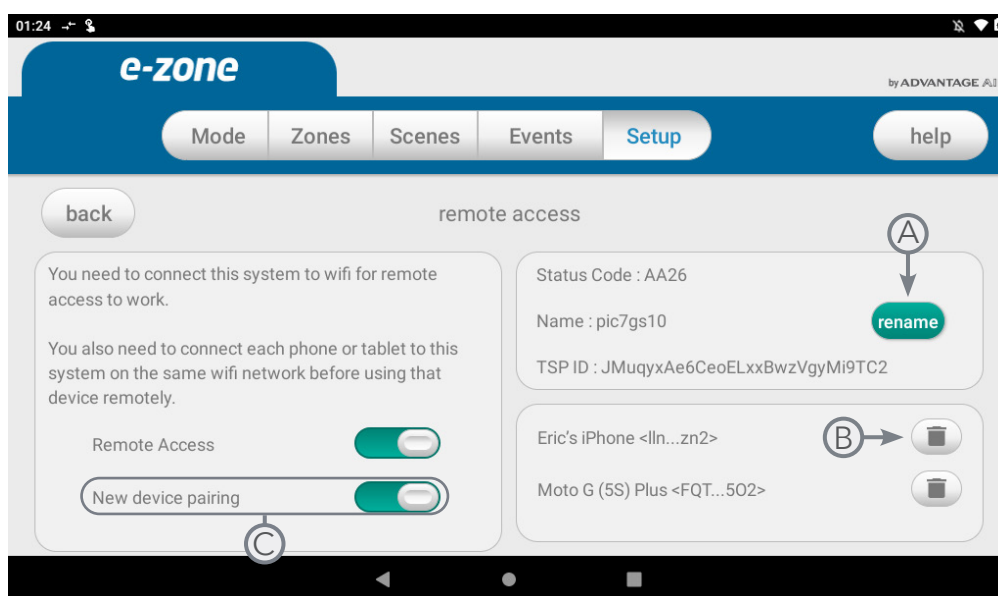 01:24
e-zone
by ADVANTAGE AI
Mode Zones Scenes Events Setup help
back
remote access
You need to connect this system to wifi for remote
access to work.
You also need to connect each phone or tablet to this
system on the same wifi network before using that
device remotely.
Remote Access
New device pairing
C
A
Status Code : AA26
Name : pic7gs10
rename
TSP ID : JMuqyxAe6CeoELxxBwzVgyMi9TC2
Eric's iPhone <lln...zn2>
B
Moto G (5S) Plus <FQT...5O2>